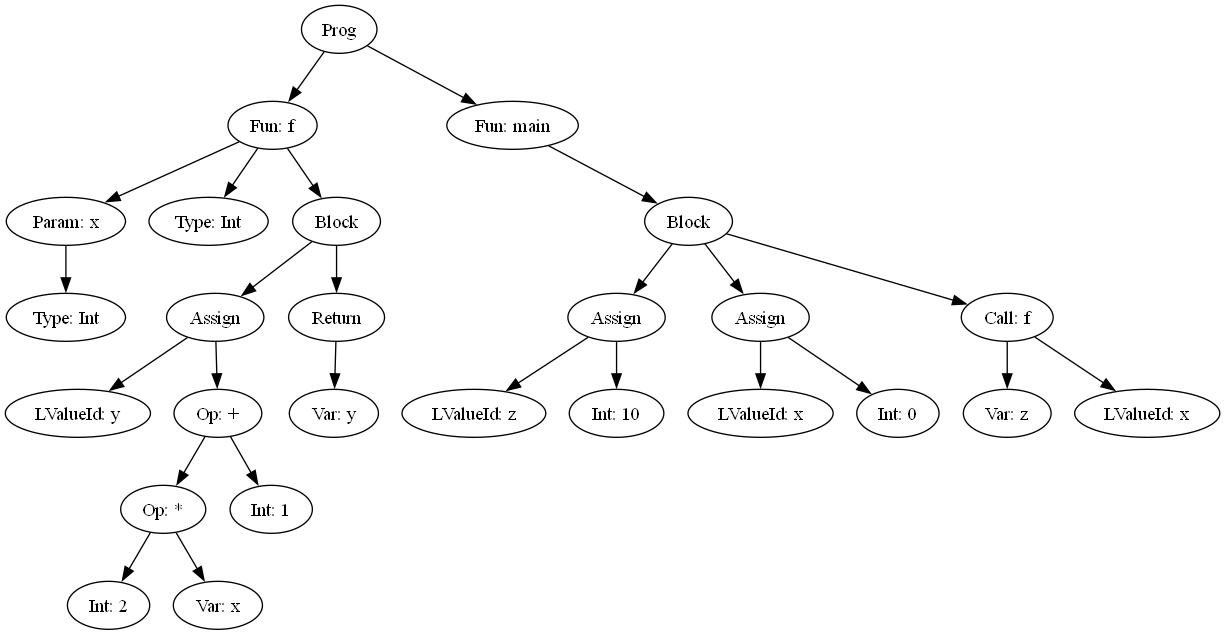 Prog
Fun: f
Fun: main
Param: x
Type: Int
Block
Block
Type: Int
Assign
Return
Assign
Assign
Call: f
LValueId: y
Op: +
Var: y
LValueId: z
Int: 10
LValueId: x
Int: 0
Var: z
LValueId: x
Op: *
Int: 1
Int: 2
Var: x